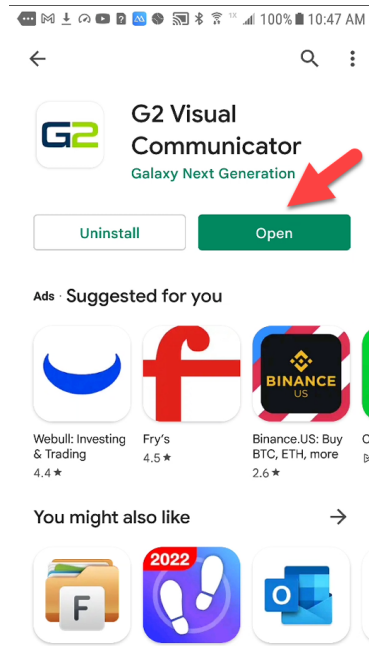 1X 100% 10:47 AM
G2
G2 Visual
Communicator
Galaxy Next Generation
Uninstall
Open
Ads · Suggested for you
f
BINANCE
US
Webull: Investing
& Trading
4.4★
Fry's
4.5★
Binance.US: Buy
BTC, ETH, more
2.6★
You might also like
F
2022
O